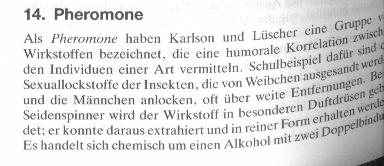 14. Pheromone
Als Pheromone haben Karlson und Lüscher eine Gruppe
Wirkstoffen bezeichnet, die eine humorale Korrelation zwisch
den Individuen einer Art vermitteln. Schulbeispiel dafür sind
Sexuallockstoffe der Insekten, die von Weibchen ausgesandt werd
und die Männchen anlocken, oft über weite Entfernungen. Be
Seidenspinner wird der Wirkstoff in besonderen Duftdrüsen geb
det; er konnte daraus extrahiert und in reiner Form erhalten werde
Es handelt sich chemisch um einen Alkohol mit zwei Doppelbindu